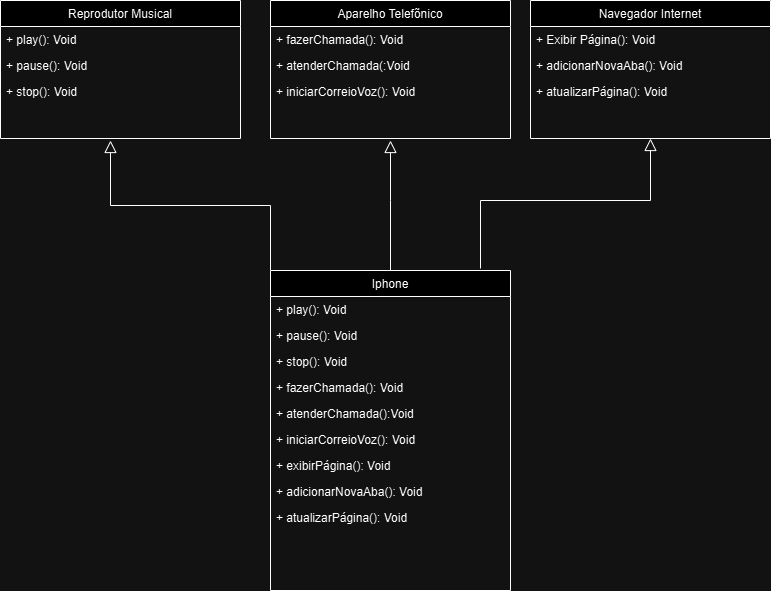 Reprodutor Musical
+ play(): Void
+ pause(): Void
+ stop(): Void
Aparelho Telefõnico
+ fazerChamada(): Void
+ atenderChamada(:Void
+ iniciarCorreioVoz(): Void
Navegador Internet
+ Exibir Página(): Void
+ adicionarNovaAba(): Void
+ atualizarPágina(): Void
Iphone
+ play(): Void
+ pause(): Void
+ stop(): Void
+ fazerChamada(): Void
+ atenderChamada():Void
+ iniciarCorreioVoz(): Void
+ exibirPágina(): Void
+ adicionarNovaAba(): Void
+ atualizarPágina(): Void